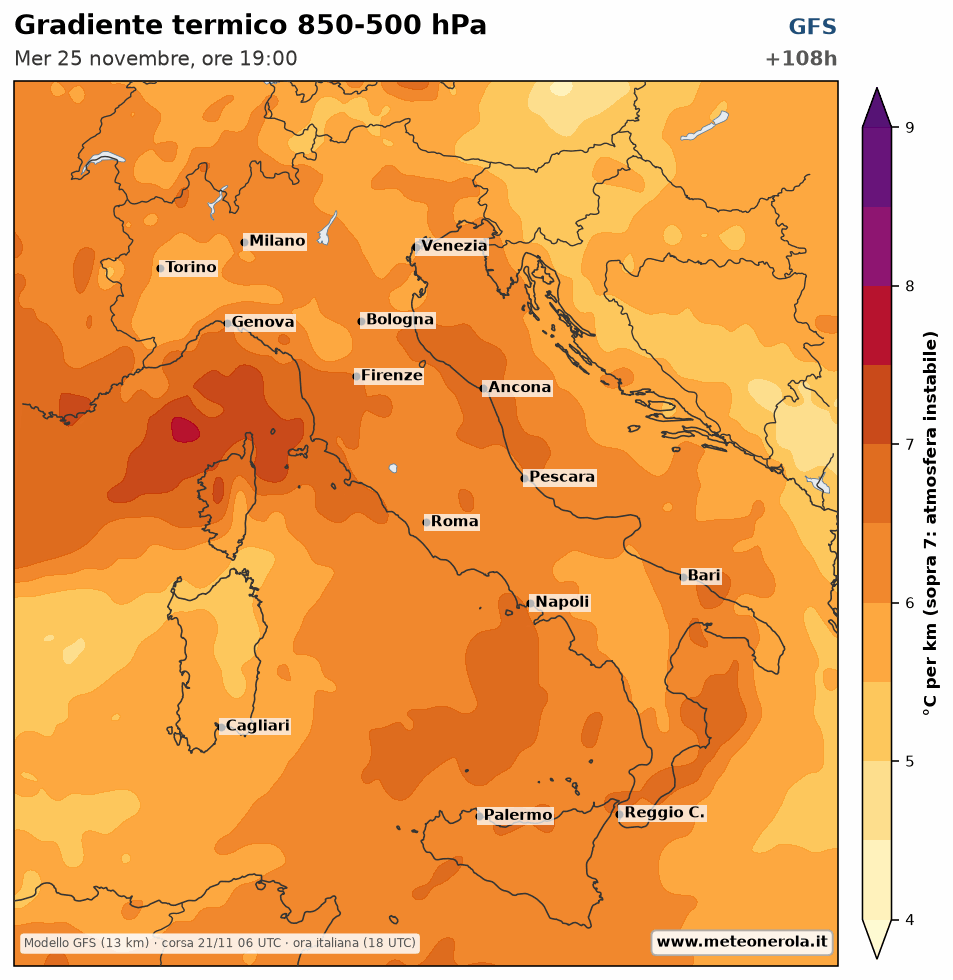 Gradiente termico 850-500 hPa
GFS
Mer 25 novembre, ore 19:00
+108h
Milano
Venezia
Torino
Genova
Bologna
Firenze
Ancona
Pescara
Roma
Bari
Napoli
Cagliari
Palermo
Reggio C.
9
8
7
6
5
4
°C per km (sopra 7: atmosfera instabile)
Modello GFS (13 km) · corsa 21/11 06 UTC · ora italiana (18 UTC)
www.meteonerola.it